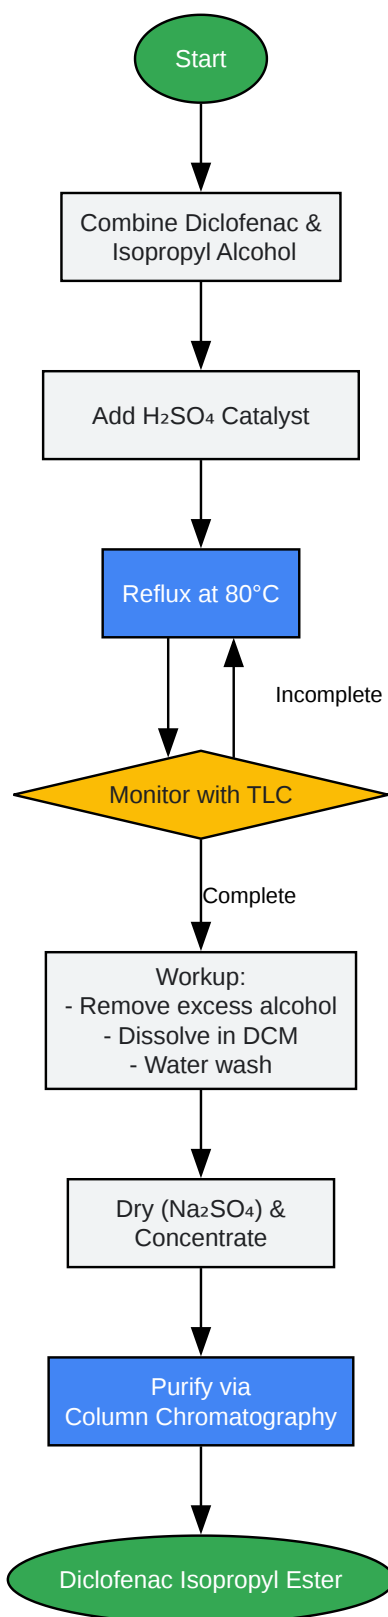 Start
Combine Diclofenac &
Isopropyl Alcohol
Add H₂SO₄ Catalyst
Reflux at 80°C
Incomplete
Monitor with TLC
Complete
Workup:
- Remove excess alcohol
- Dissolve in DCM
- Water wash
Dry (Na₂SO₄) &
Concentrate
Purify via
Column Chromatography
Diclofenac Isopropyl Ester